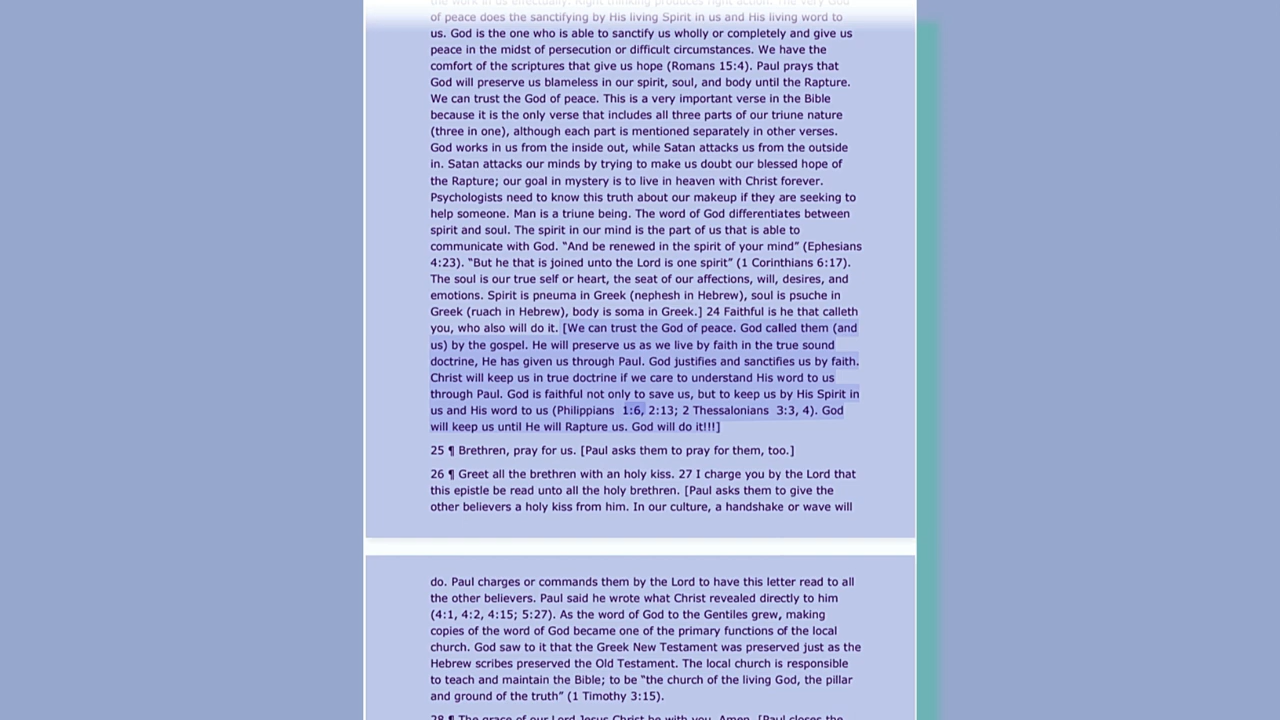 the work in us effectually. Right thinking produces right action. The very God
of peace does the sanctifying by His living Spirit in us and His living word to
us. God is the one who is able to sanctify us wholly or completely and give us
peace in the midst of persecution or difficult circumstances. We have the
comfort of the scriptures that give us hope (Romans 15:4). Paul prays that
God will preserve us blameless in our spirit, soul, and body until the Rapture.
We can trust the God of peace. This is a very important verse in the Bible
because it is the only verse that includes all three parts of our triune nature
(three in one), although each part is mentioned separately in other verses.
God works in us from the inside out, while Satan attacks us from the outside
in. Satan attacks our minds by trying to make us doubt our blessed hope of
the Rapture; our goal in mystery is to live in heaven with Christ forever.
Psychologists need to know this truth about our makeup if they are seeking to
help someone. Man is a triune being. The word of God differentiates between
spirit and soul. The spirit in our mind is the part of us that is able to
communicate with God. “And be renewed in the spirit of your mind” (Ephesians
4:23). “But he that is joined unto the Lord is one spirit” (1 Corinthians 6:17).
The soul is our true self or heart, the seat of our affections, will, desires, and
emotions. Spirit is pneuma in Greek (nephesh in Hebrew), soul is psuche in
Greek (ruach in Hebrew), body is soma in Greek.] 24 Faithful is he that calleth
you, who also will do it. [We can trust the God of peace. God called them (and
us) by the gospel. He will preserve us as we live by faith in the true sound
doctrine, He has given us through Paul. God justifies and sanctifies us by faith.
Christ will keep us in true doctrine if we care to understand His word to us
through Paul. God is faithful not only to save us, but to keep us by His Spirit in
us and His word to us (Philippians 1:6, 2:13; 2 Thessalonians 3:3, 4). God
will keep us until He will Rapture us. God will do it!!!]
25 ¶ Brethren, pray for us. [Paul asks them to pray for them, too.]
26 ¶ Greet all the brethren with an holy kiss. 27 I charge you by the Lord that
this epistle be read unto all the holy brethren. [Paul asks them to give the
other believers a holy kiss from him. In our culture, a handshake or wave will
do. Paul charges or commands them by the Lord to have this letter read to all
the other believers. Paul said he wrote what Christ revealed directly to him
(4:1, 4:2, 4:15; 5:27). As the word of God to the Gentiles grew, making
copies of the word of God became one of the primary functions of the local
church. God saw to it that the Greek New Testament was preserved just as the
Hebrew scribes preserved the Old Testament. The local church is responsible
to teach and maintain the Bible; to be “the church of the living God, the pillar
and ground of the truth” (1 Timothy 3:15).
28 ¶ The grace of our Lord Jesus Christ be with you. Amen. [Paul closes the